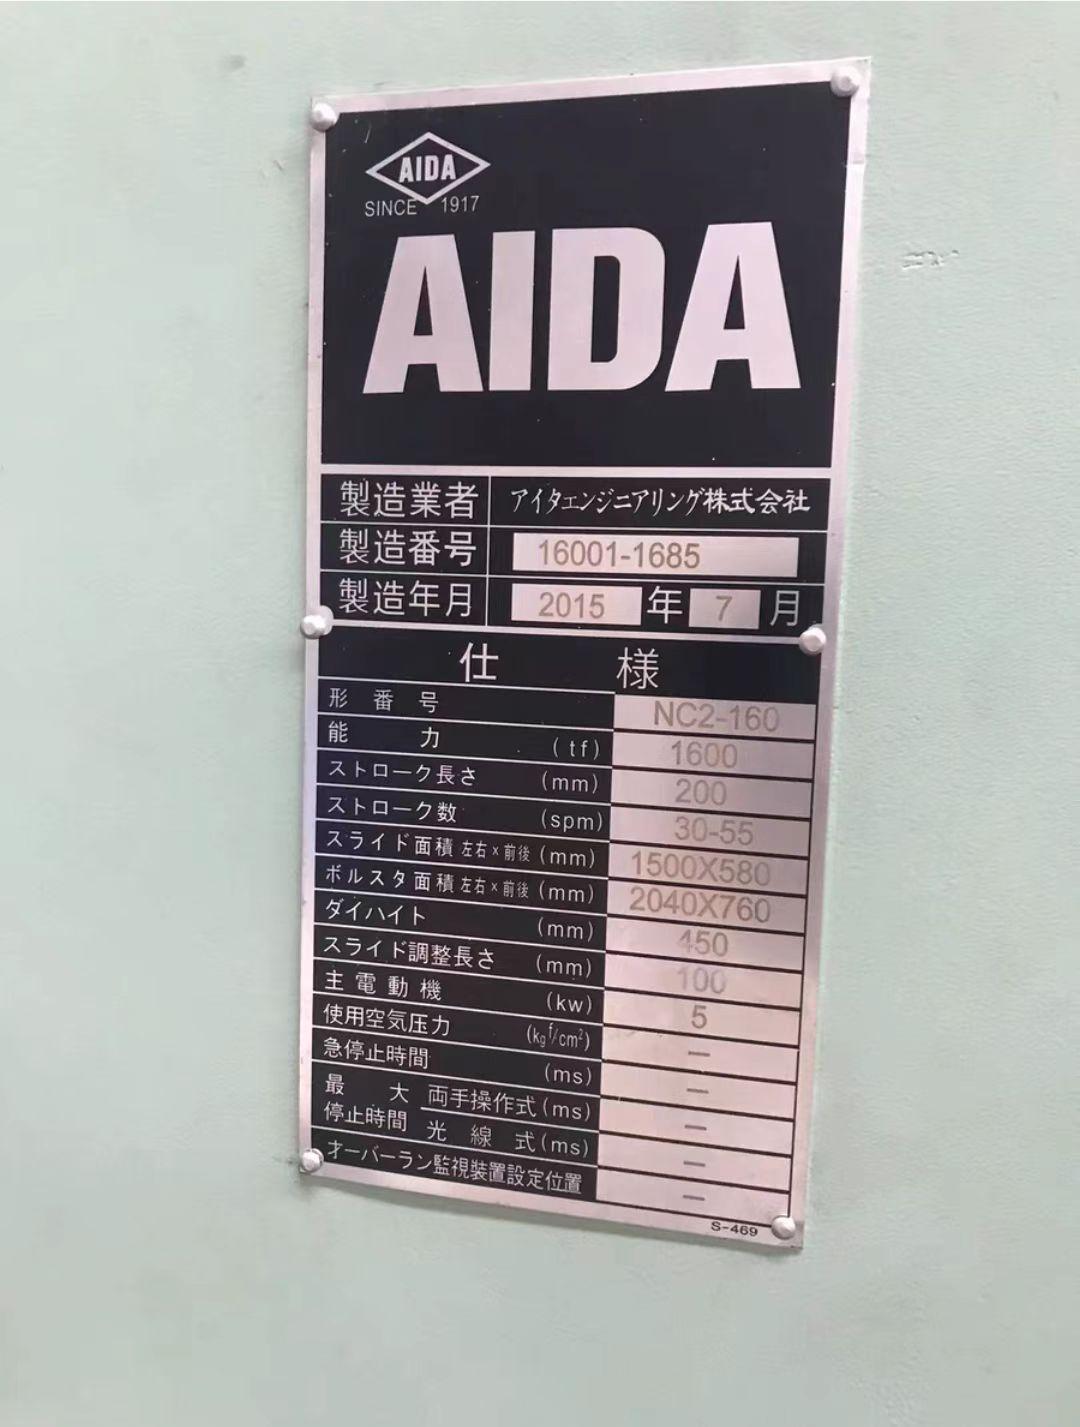 AIDA
SINCE 1917
AIDA
製造業者 アイタエンジニアリング株式会社
製造番号 16001-1685
製造年月 2015 年 7 月
仕様
形番号 NC2-160
能力 (tf) 1600
ストローク長さ (mm) 200
ストローク数 (spm) 30-55
スライド面積 左右×前後 (mm) 1500X580
ボルスタ面積 左右×前後 (mm) 2040X760
ダイハイト (mm) 450
スライド調整長さ (mm) 100
主電動機 (kw) 5
使用空気圧力 (kgf/cm²) −
急停止時間 (ms) −
最大停止時間 両手操作式 (ms) −
光線式 (ms) −
オーバーラン監視装置設定位置 −
S-469